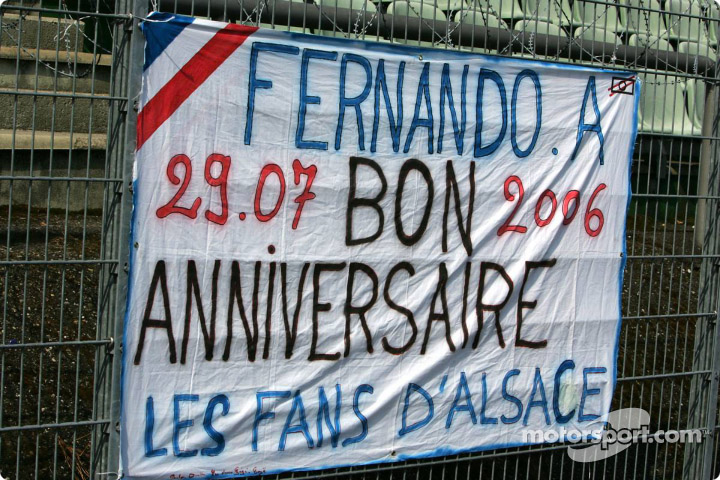 FERNANDO. A
29.07 BON 2006
ANNIVERSAIRE
LES FANS D'ALSACE
motorsport.com